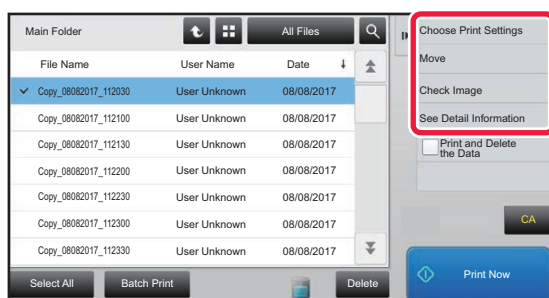 Main Folder
All Files
File Name User Name Date
Copy_08082017_112030 User Unknown 08/08/2017
Copy_08082017_112100 User Unknown 08/08/2017
Copy_08082017_112130 User Unknown 08/08/2017
Copy_08082017_112200 User Unknown 08/08/2017
Copy_08082017_112230 User Unknown 08/08/2017
Copy_08082017_112300 User Unknown 08/08/2017
Copy_08082017_112330 User Unknown 08/08/2017
Select All Batch Print Delete
Choose Print Settings
Move
Check Image
See Detail Information
Print and Delete
the Data
CA
Print Now